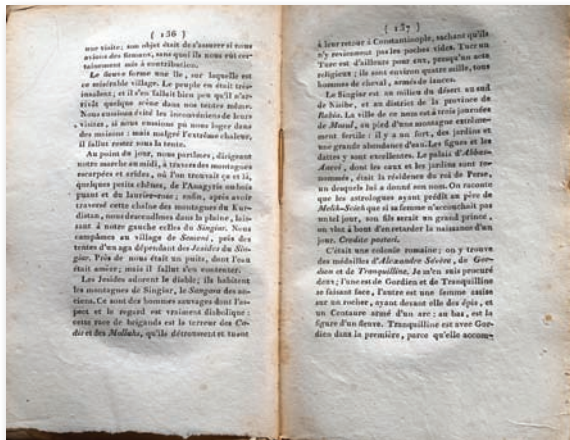 ( 136 )
une visite; son objet était de s'assurer si nous
avions des femmes, sans quoi ils nous eût cer-
tainement mis à contribution.
Le fleuve forme une île, sur laquelle est
ce misérable village. Le peuple en était très-
insolent; et il s'en fallut bien peu qu'il n'ar-
rivât quelque scène dans nos tentes même.
Nous eussions évité les inconvéniens de leurs
visites, si nous eussions pû nous loger dans
des maisons: mais malgré l'extrême chaleur,
il fallut rester sous la tente.
Au point du jour, nous partîmes, dirigeant
notre marche au midi, à travers des montagnes
escarpées et arides, où l'on trouvait çà et là,
quelques petits chênes, de l'Anagyris ou bois
puant et du laurier-rose; enfin, après avoir
traversé cette chaîne des montagnes du Kur-
distan, nous descendîmes dans la plaine, lais-
sant à notre gauche celles du Singiar. Nous
campâmes au village de Sémémi, près des
tentes d'un aga dépendant des Jesides du Sin-
giar. Près de nous était un puits, dont l'eau
était amère; mais il fallut s'en contenter.
Les Jesides adorent le diable; ils habitent
les montagnes de Singiar, le Sangara des an-
ciens. Ce sont des hommes sauvages dont l'as-
pect et le regard est vraiment diabolique:
cette race de brigands est la terreur des Ca-
dis et des Mollahs, qu'ils détroussent et tuent
( 137 )
à leur retour à Constantinople, sachant qu'ils
n'y reviennent pas les poches vides. Tuer un
Turc est d'ailleurs pour eux, presqu'un acte
religieux; ils sont environ quatre mille, tous
hommes de cheval, armés de lances.
Le Singiar est au milieu du désert au sud
de Nisibe, et un district de la province de
Rabia. La ville de ce nom est à trois journées
de Mosul, au pied d'une montagne extrême-
ment fertile: il y a un fort, des jardins et
une grande abondance d'eau. Les figues et les
dattes y sont excellentes. Le palais d'Abbas-
dont les eaux et les jardins sont re-
nommés, était la résidence du roi de Perse,
un desquels lui a donné son nom. On raconte
que les astrologues ayant prédit au père de
Melik-Sciah que si sa femme n'accouchait pas
un tel jour, son fils serait un grand prince,
on vint à bout d'en retarder la naissance d'un
jour. Credite posteri.
C'était une colonie romaine; on y trouve
des médailles d'Alexandre Sévère, de Gor-
dien et de Tranquilline. Je m'en suis procuré
deux; l'une est de Gordien et de Tranquilline
se faisant face, l'autre est une femme assise
sur un rocher, ayant devant elle des épis, et
un Centaure armé d'un arc: au bas, est la
figure d'un fleuve. Tranquilline est avec Gor-
dien dans la première, parce qu'elle accom-